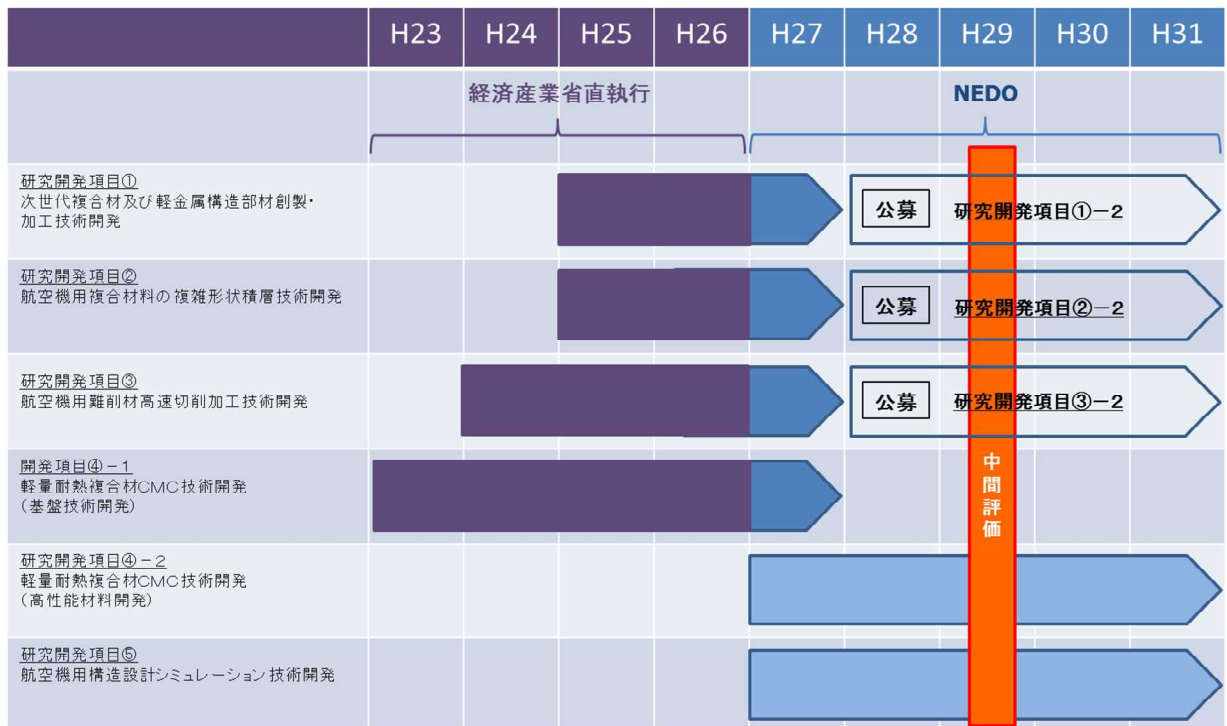 H23 H24 H25 H26 H27 H28 H29 H30 H31
経済産業省直執行 NEDO
研究開発項目①
次世代複合材及び軽金属構造部材創製・
加工技術開発
公募 研究開発項目①－2
研究開発項目②
航空機用複合材料の複雑形状積層技術開発
公募 研究開発項目②－2
研究開発項目③
航空機用難削材高速切削加工技術開発
公募 研究開発項目③－2
開発項目④－1
軽量耐熱複合材CMC技術開発
（基盤技術開発）
中間評価
研究開発項目④－2
軽量耐熱複合材CMC技術開発
（高性能材料開発）
研究開発項目⑤
航空機用構造設計シミュレーション技術開発